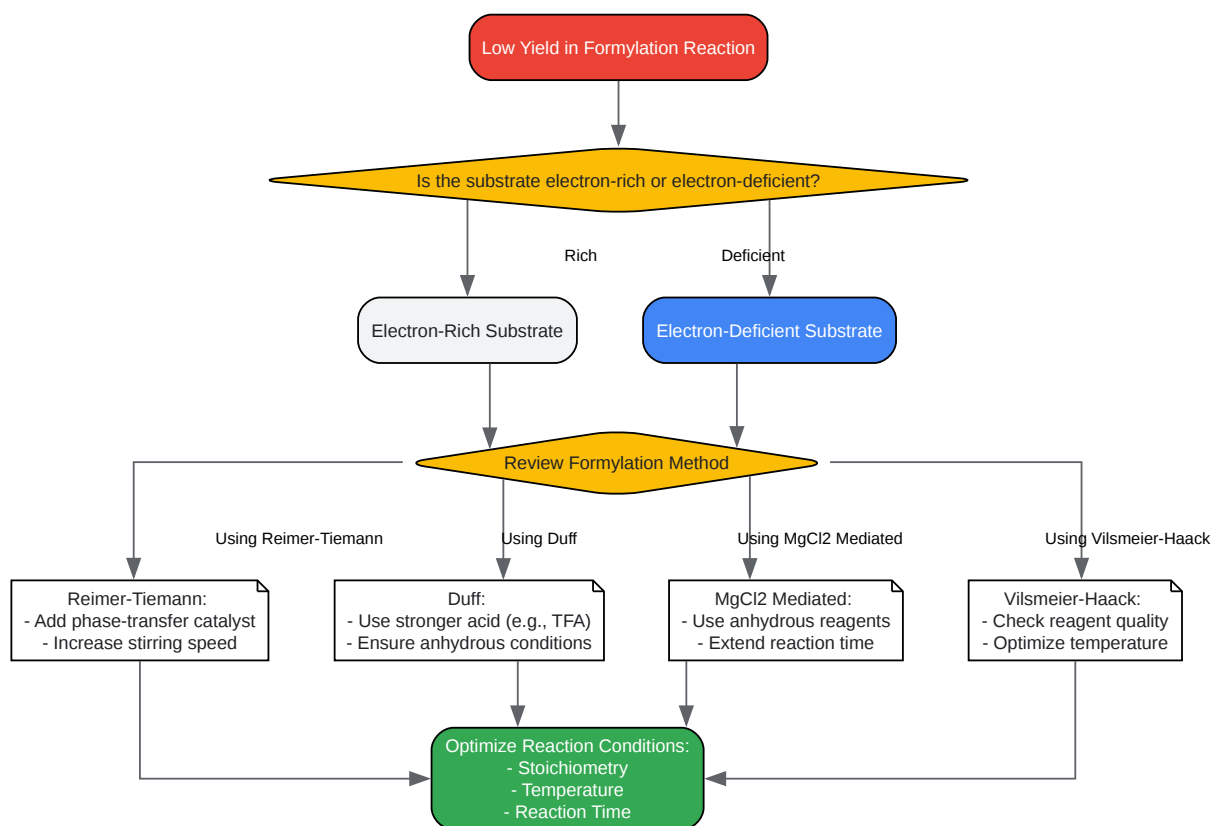 Low Yield in Formylation Reaction
Is the substrate electron-rich or electron-deficient?
Rich
Deficient
Electron-Rich Substrate
Electron-Deficient Substrate
Review Formylation Method
Using Reimer-Tiemann
Using Duff
Using MgCl2 Mediated
Using Vilsmeier-Haack
Reimer-Tiemann:
- Add phase-transfer catalyst
- Increase stirring speed
Duff:
- Use stronger acid (e.g., TFA)
- Ensure anhydrous conditions
MgCl2 Mediated:
- Use anhydrous reagents
- Extend reaction time
Vilsmeier-Haack:
- Check reagent quality
- Optimize temperature
Optimize Reaction Conditions:
- Stoichiometry
- Temperature
- Reaction Time